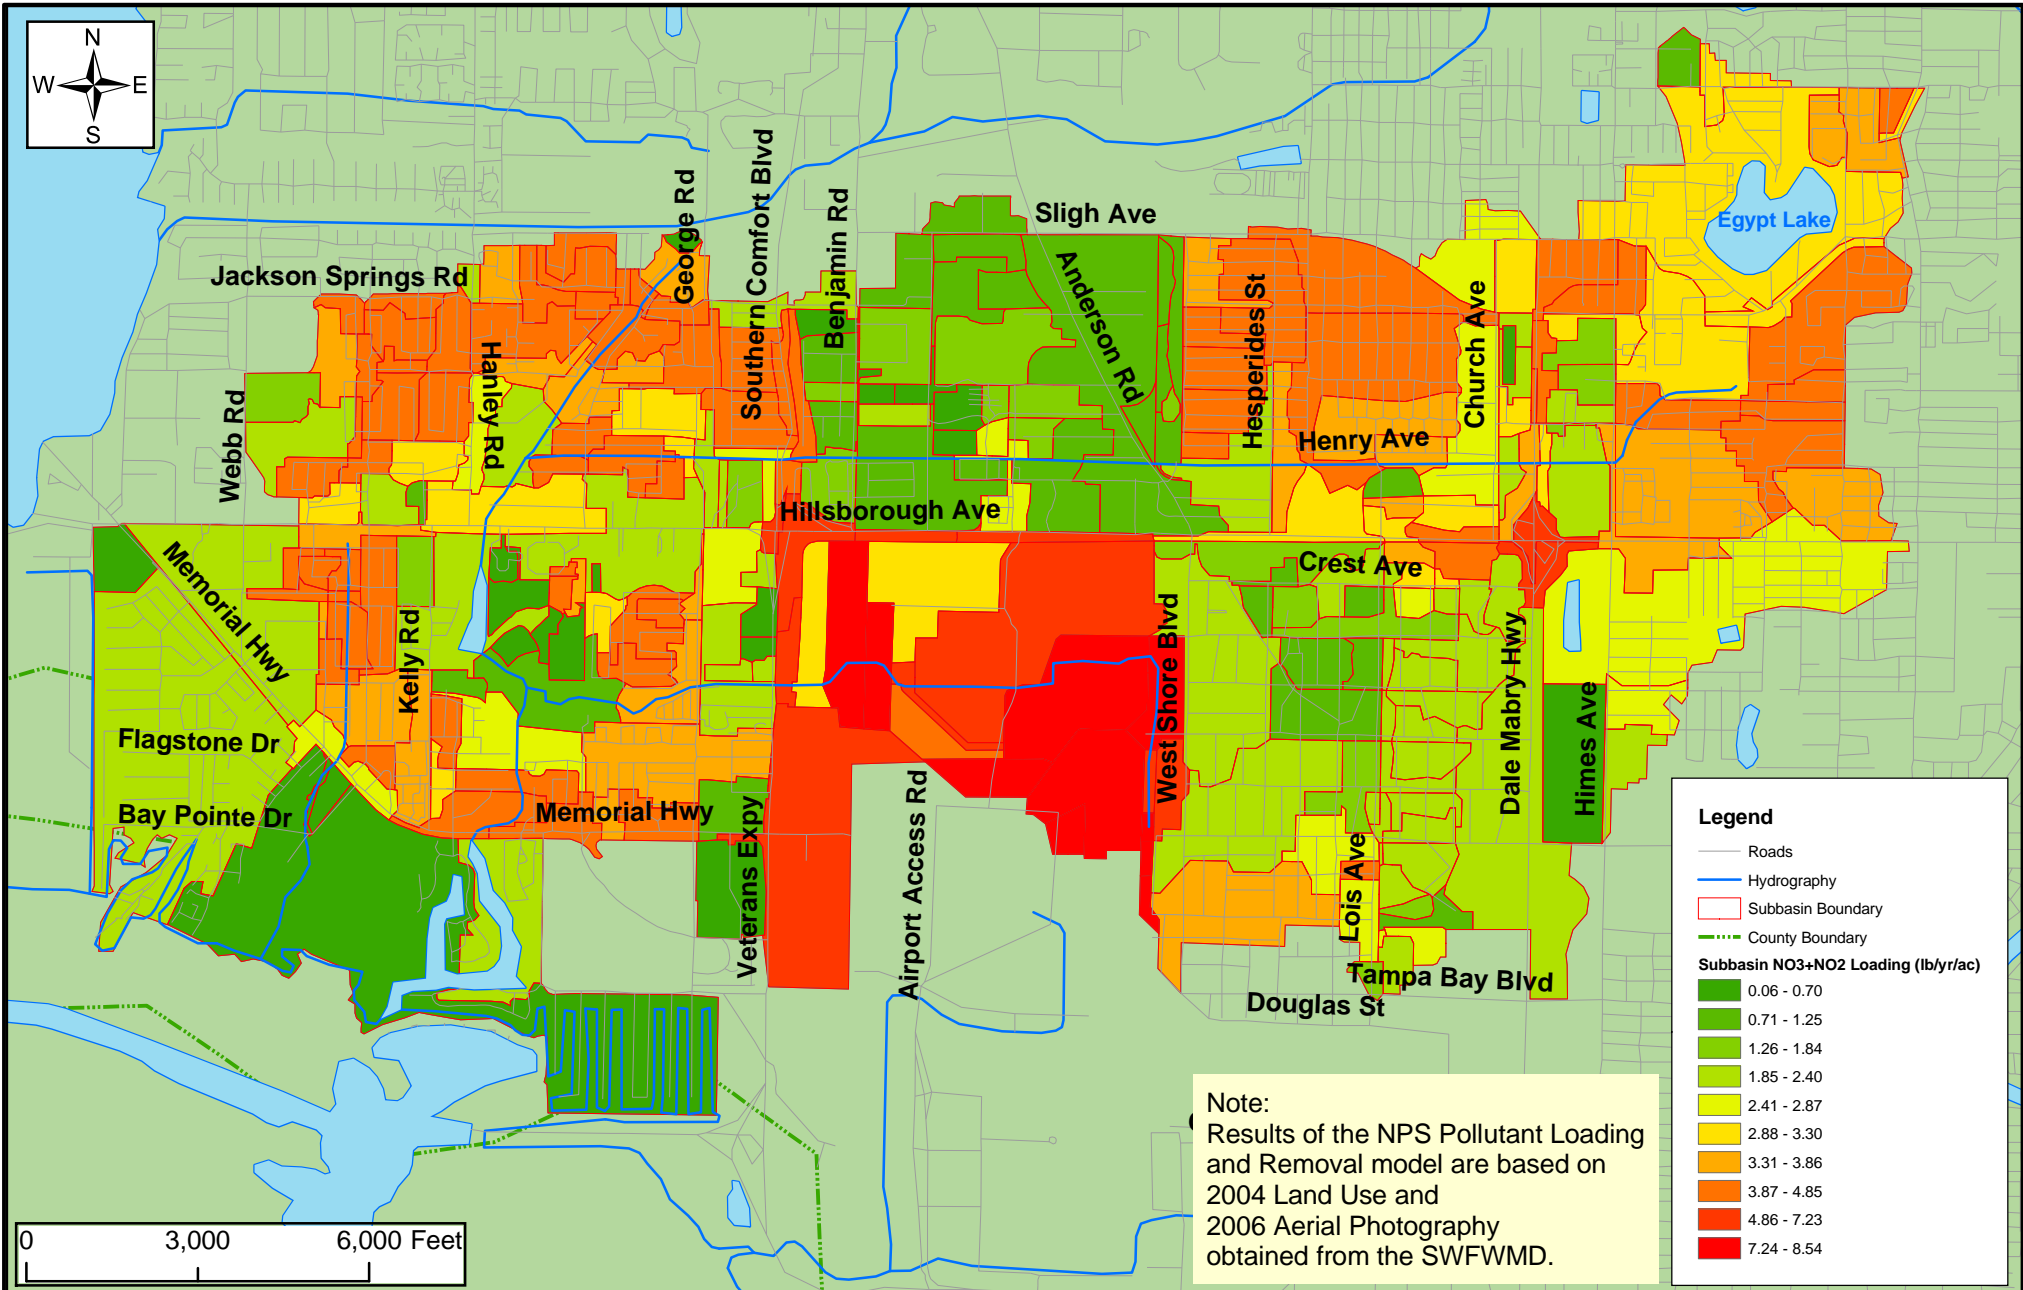 N
W E
S
Sligh Ave
Egypt Lake
Jackson Springs Rd
George Rd
Southern Comfort Blvd
Benjamin Rd
Anderson Rd
Hesperides St
Church Ave
Hanley Rd
Webb Rd
Henry Ave
Hillsborough Ave
Memorial Hwy
Crest Ave
Kelly Rd
West Shore Blvd
Dale Mabry Hwy
Himes Ave
Flagstone Dr
Bay Pointe Dr
Memorial Hwy
Veterans Expy
Airport Access Rd
Lois Ave
Tampa Bay Blvd
Douglas St
Legend
Roads
Hydrography
Subbasin Boundary
County Boundary
Subbasin NO3+NO2 Loading (lb/yr/ac)
0.06 - 0.70
0.71 - 1.25
1.26 - 1.84
1.85 - 2.40
2.41 - 2.87
2.88 - 3.30
3.31 - 3.86
3.87 - 4.85
4.86 - 7.23
7.24 - 8.54
Note:
Results of the NPS Pollutant Loading
and Removal model are based on
2004 Land Use and
2006 Aerial Photography
obtained from the SWFWMD.
0 3,000 6,000 Feet